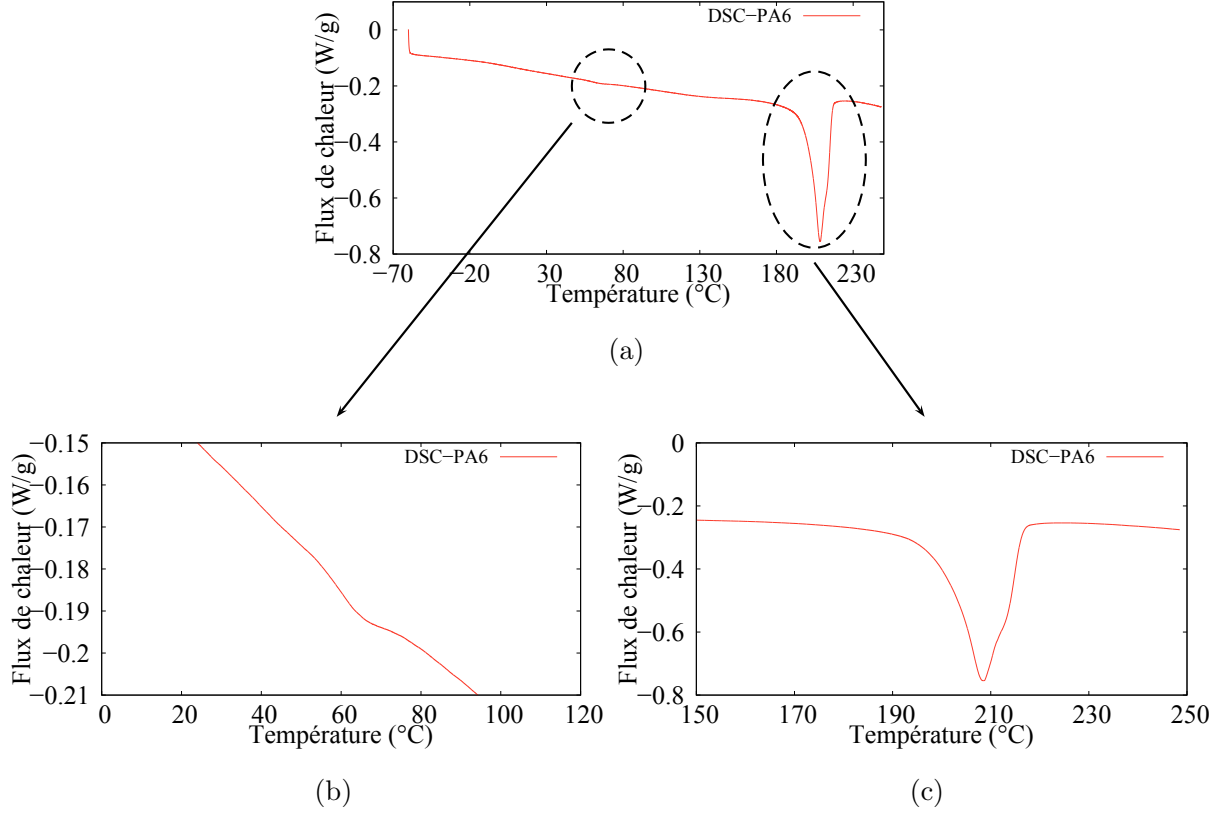 DSC−PA6
0
−0.2
−0.4
−0.6
−0.8
Flux de chaleur (W/g)
−70 −20 30 80 130 180 230
Température (°C)
(a)
DSC−PA6
−0.15
−0.16
−0.17
−0.18
−0.19
−0.2
−0.21
Flux de chaleur (W/g)
0 20 40 60 80 100 120
Température (°C)
(b)
DSC−PA6
0
−0.2
−0.4
−0.6
−0.8
Flux de chaleur (W/g)
150 170 190 210 230 250
Température (°C)
(c)